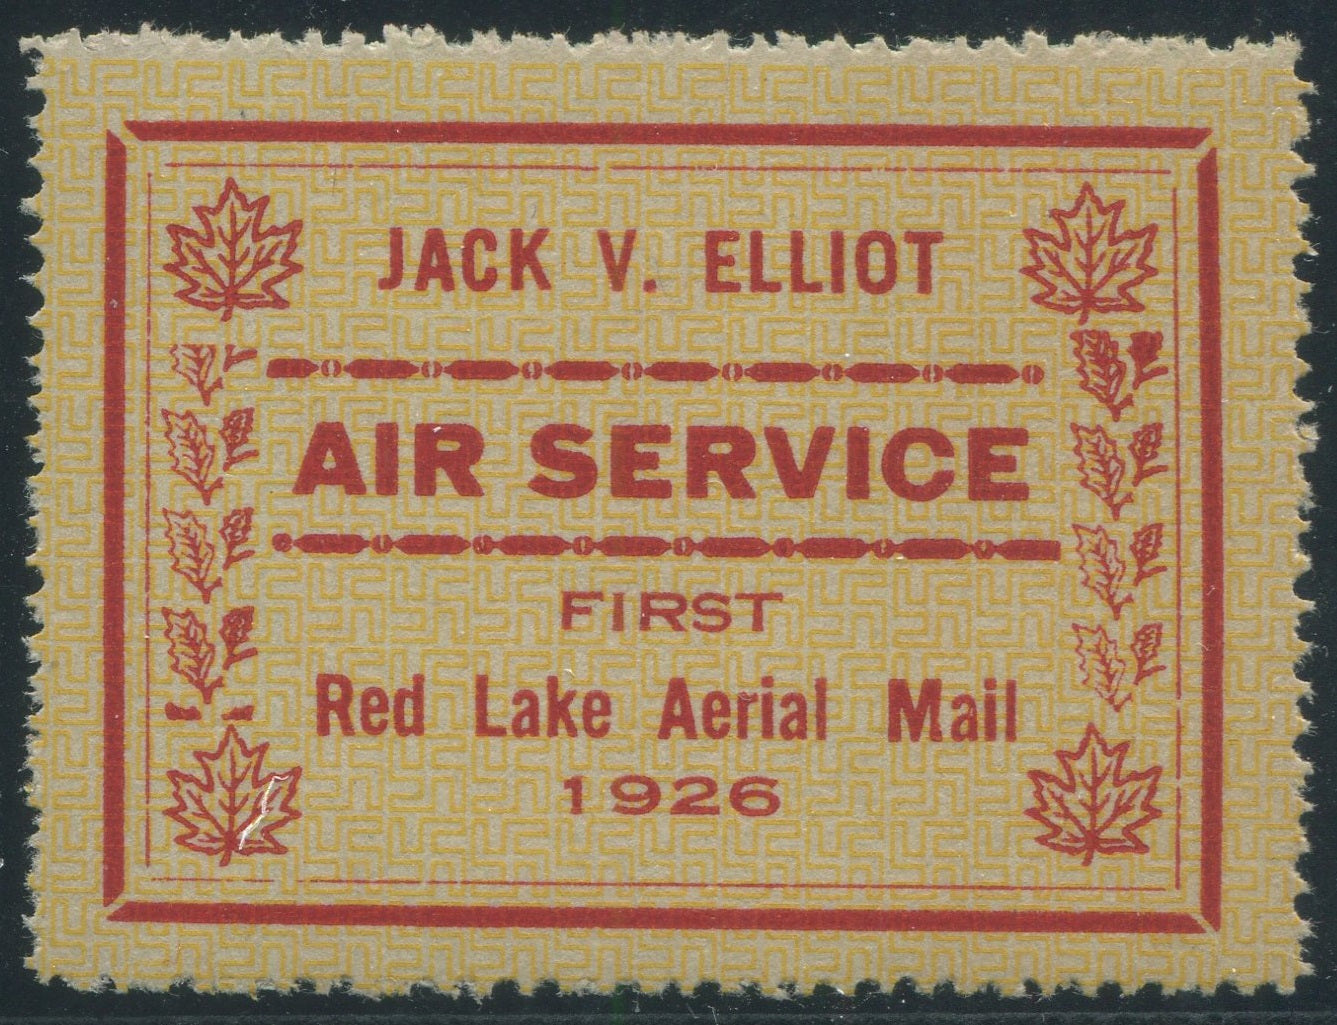 JACK V. ELLIOT
AIR SERVICE
FIRST
Red Lake Aerial Mail
1926